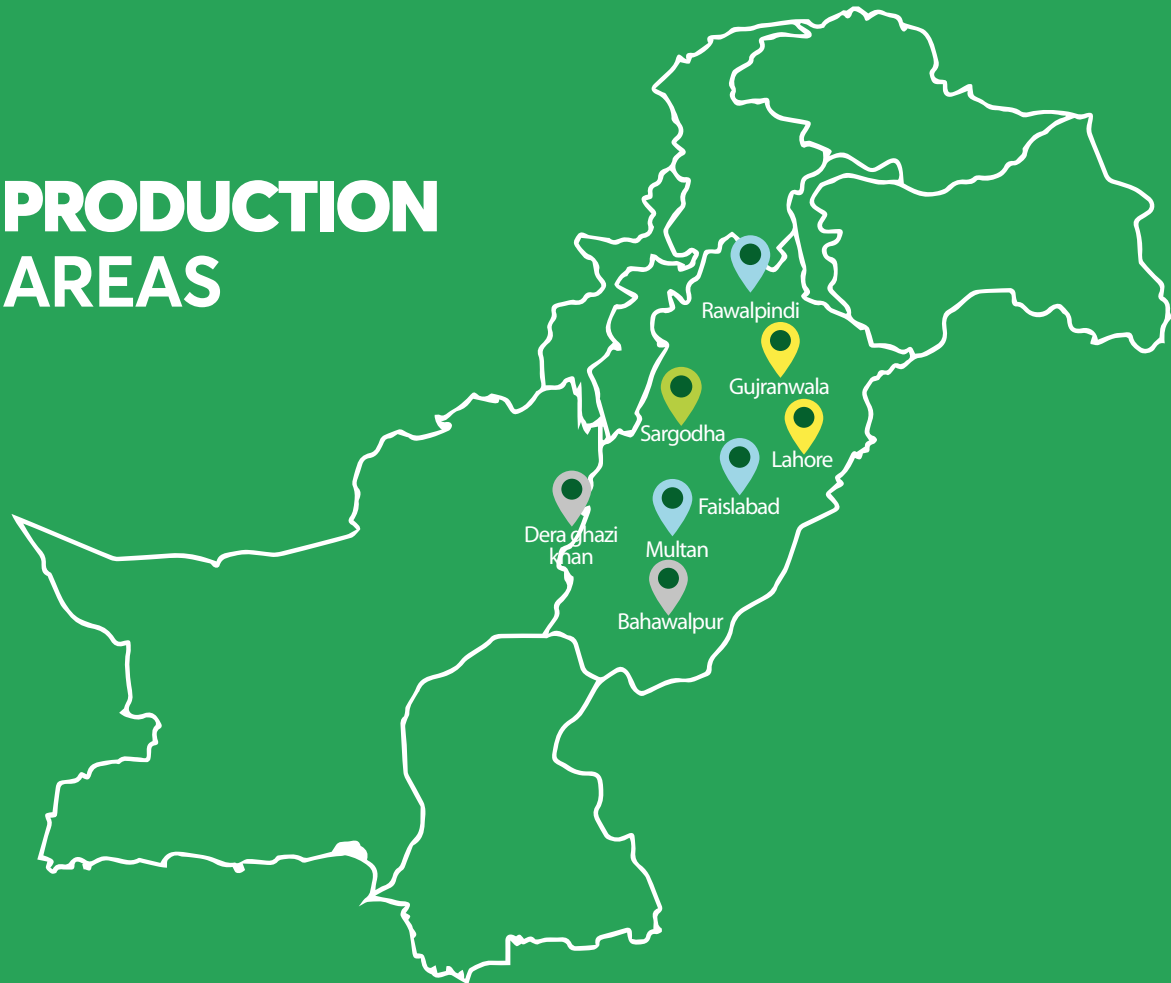 PRODUCTION
AREAS
Rawalpindi
Gujranwala
Sargodha
Lahore
Faislabad
Dera ghazi
khan
Multan
Bahawalpur